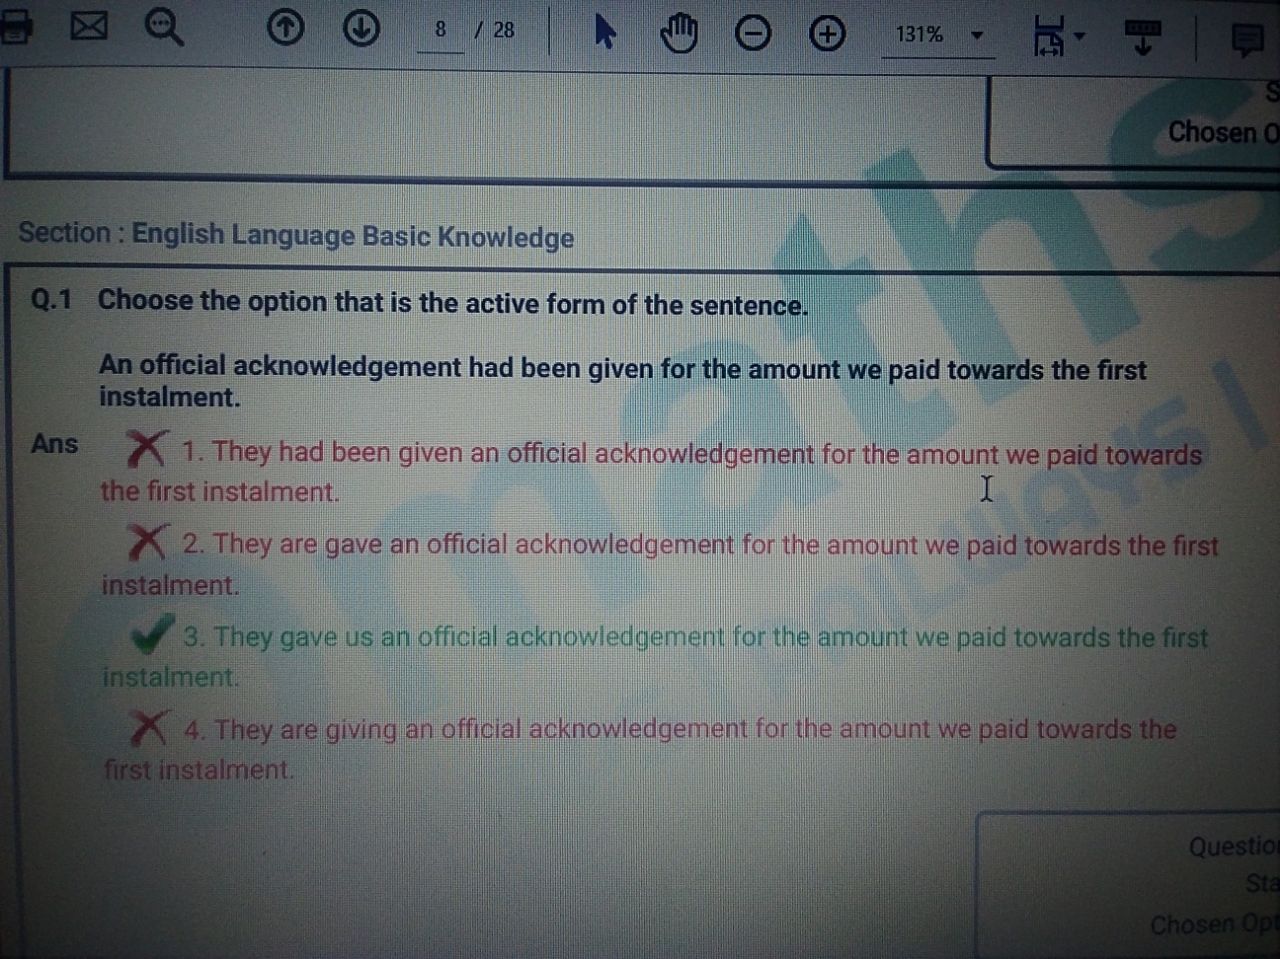 8 / 28
131%
Chosen O
Section : English Language Basic Knowledge
Q.1 Choose the option that is the active form of the sentence.
An official acknowledgement had been given for the amount we paid towards the first
instalment.
Ans 1. They had been given an official acknowledgement for the amount we paid towards
the first instalment.
2. They are gave an official acknowledgement for the amount we paid towards the first
instalment.
3. They gave us an official acknowledgement for the amount we paid towards the first
instalment.
4. They are giving an official acknowledgement for the amount we paid towards the
first instalment.
maths
Question
Sta
Chosen Opt